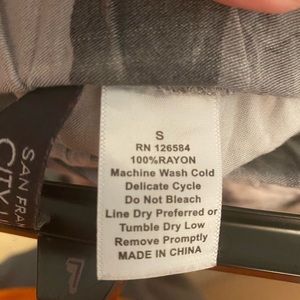 S
RN 126584
100%RAYON
Machine Wash Cold
Delicate Cycle
Do Not Bleach
Line Dry Preferred or
Tumble Dry Low
Remove Promptly
MADE IN CHINA
SAN
CITY